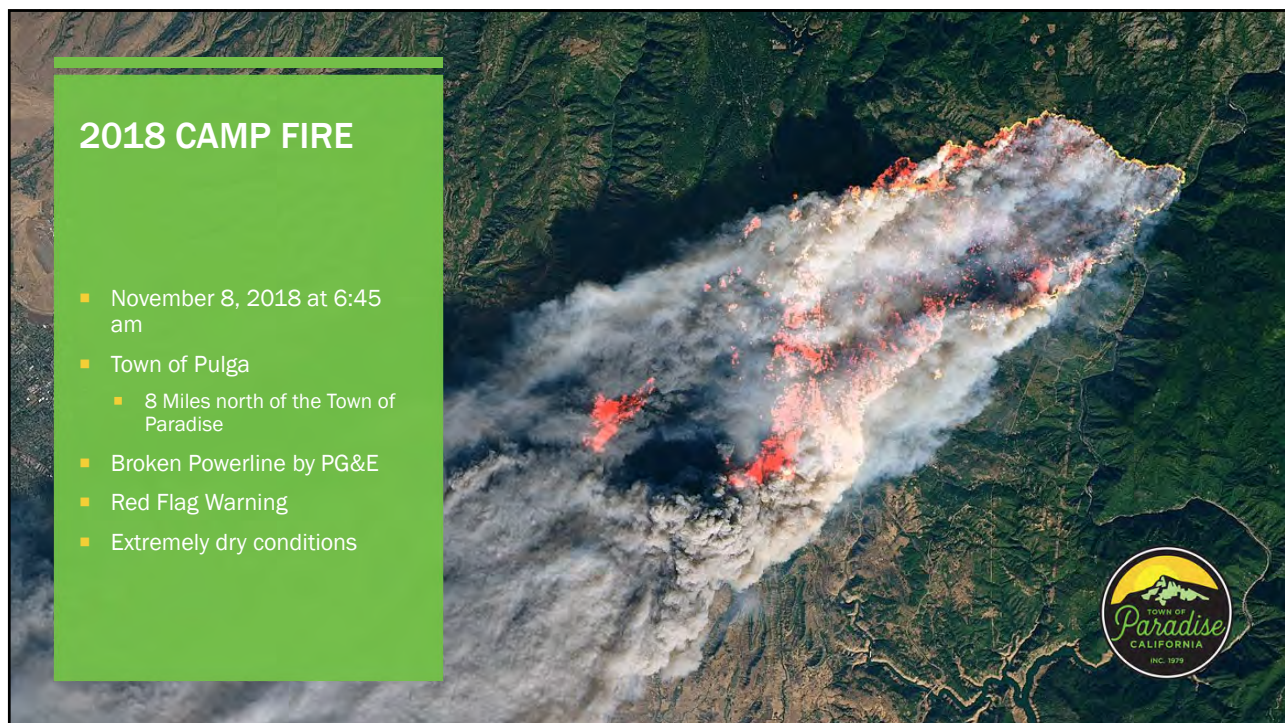 2018 CAMP FIRE
November 8, 2018 at 6:45
am
Town of Pulga
8 Miles north of the Town of
Paradise
Broken Powerline by PG&E
Red Flag Warning
Extremely dry conditions
TOWN OF
Paradise
CALIFORNIA
INC. 1979